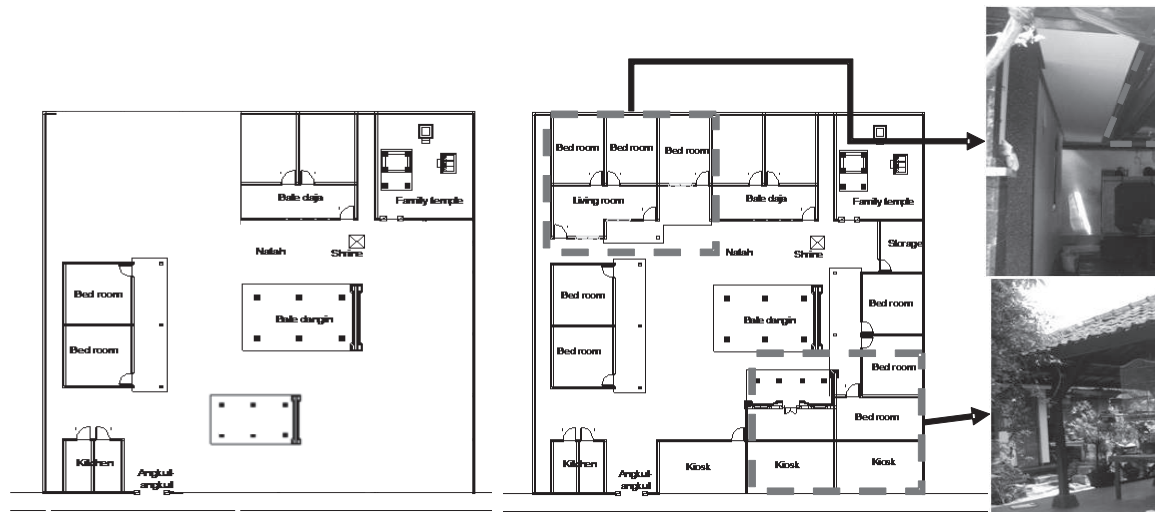 Bale daja
Family temple
Natah
Shrine
Bed room
Bale dangin
Bed room
Kitchen
Angkul-
angkul
Bed room
Bed room
Bed room
Living room
Bale daja
Family temple
Natah
Shrine
Storage
Bed room
Bed room
Bale dangin
Bed room
Bed room
Bed room
Kitchen
Angkul-
angkul
Kiosk
Kiosk
Kiosk